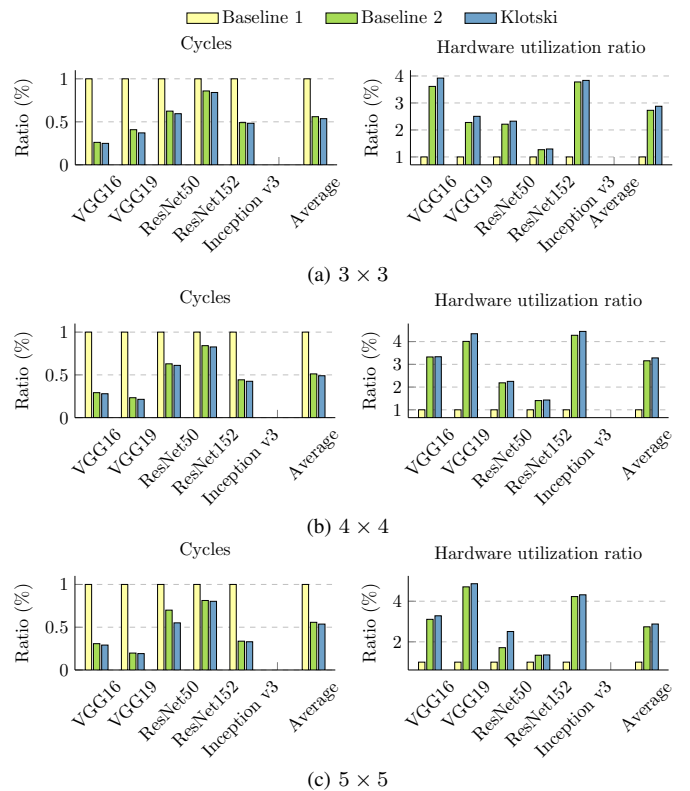 Baseline 1 Baseline 2 Klotski
Cycles
Ratio (%)
1
0.5
0
VGG16
VGG19
ResNet50
ResNet152
Inception v3
Average
Hardware utilization ratio
Ratio (%)
4
3
2
1
VGG16
VGG19
ResNet50
ResNet152
Inception v3
Average
(a) 3 × 3
Cycles
Ratio (%)
1
0.5
0
VGG16
VGG19
ResNet50
ResNet152
Inception v3
Average
Hardware utilization ratio
Ratio (%)
4
3
2
1
VGG16
VGG19
ResNet50
ResNet152
Inception v3
Average
(b) 4 × 4
Cycles
Ratio (%)
1
0.5
0
VGG16
VGG19
ResNet50
ResNet152
Inception v3
Average
Hardware utilization ratio
Ratio (%)
4
2
VGG16
VGG19
ResNet50
ResNet152
Inception v3
Average
(c) 5 × 5